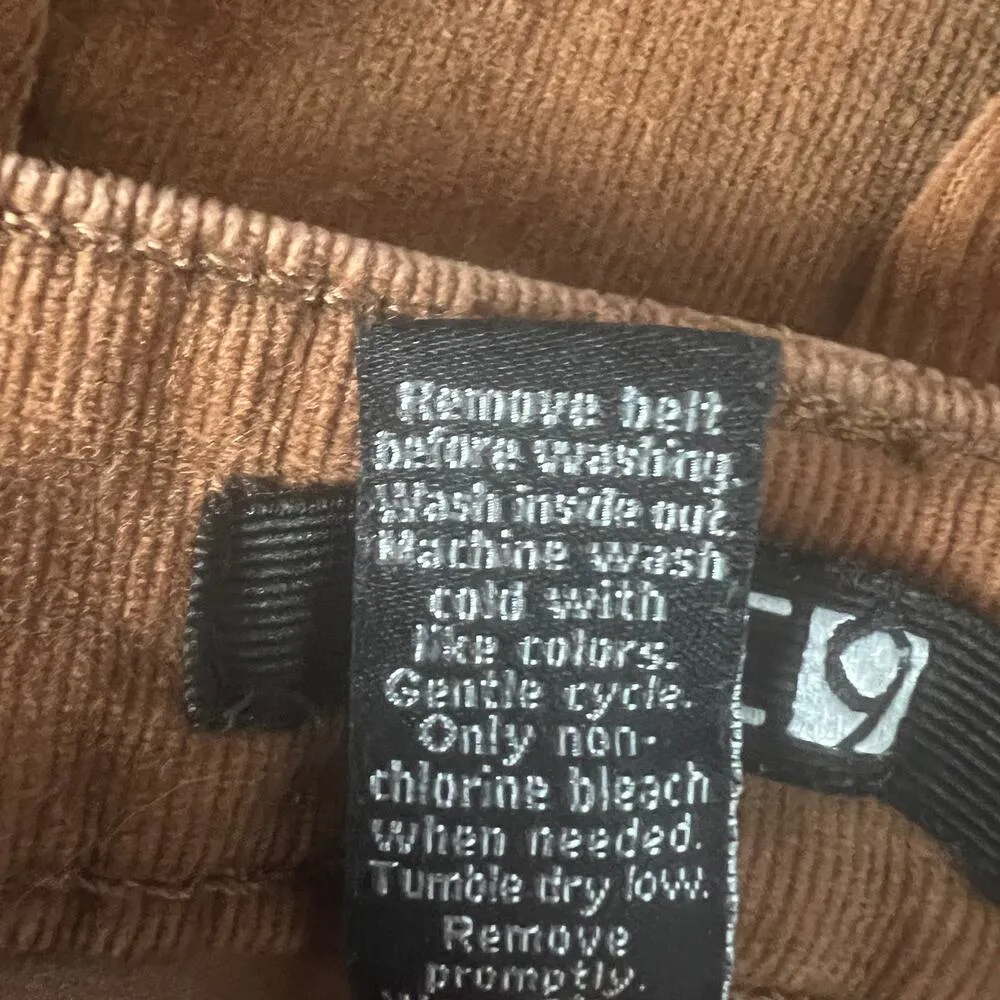 Remove belt
before washing.
Wash inside out.
Machine wash
cold with
like colors.
Gentle cycle.
Only non-
chlorine bleach
when needed.
Tumble dry low.
Remove
promptly.
9